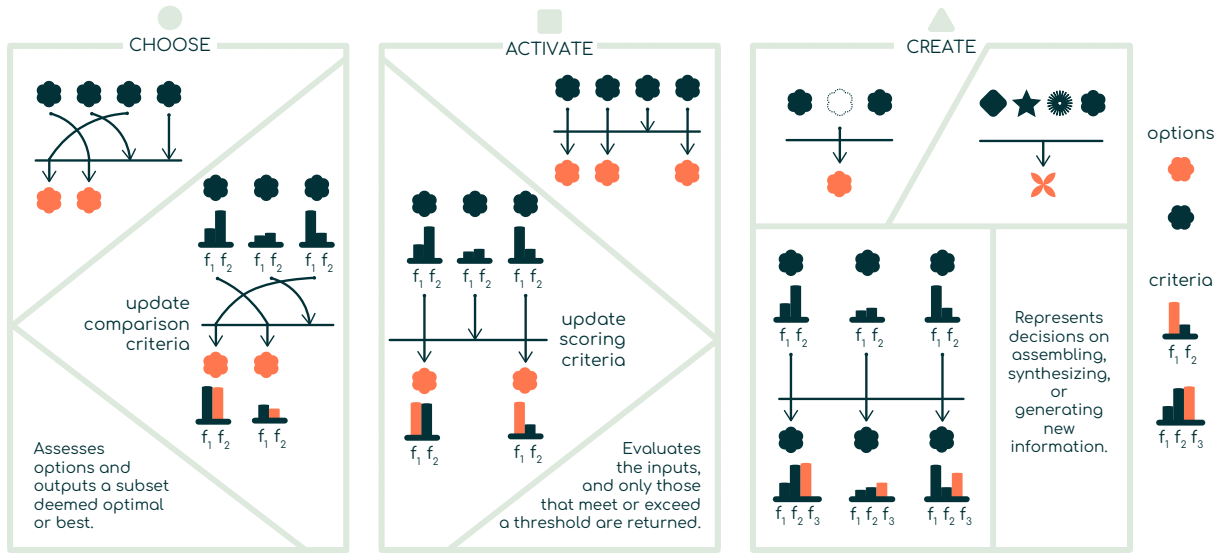 CHOOSE
f₁ f₂
f₁ f₂
f₁ f₂
update
comparison
criteria
f₁ f₂
f₁ f₂
Assesses
options and
outputs a subset
deemed optimal
or best.
ACTIVATE
f₁ f₂
f₁ f₂
f₁ f₂
update
scoring
criteria
f₁ f₂
f₁ f₂
Evaluates
the inputs,
and only those
that meet or exceed
a threshold are returned.
CREATE
f₁ f₂
f₁ f₂
f₁ f₂
f₁ f₂ f₃
f₁ f₂ f₃
f₁ f₂ f₃
Represents
decisions on
assembling,
synthesizing,
or
generating
new
information.
options
criteria
f₁ f₂
f₁ f₂ f₃